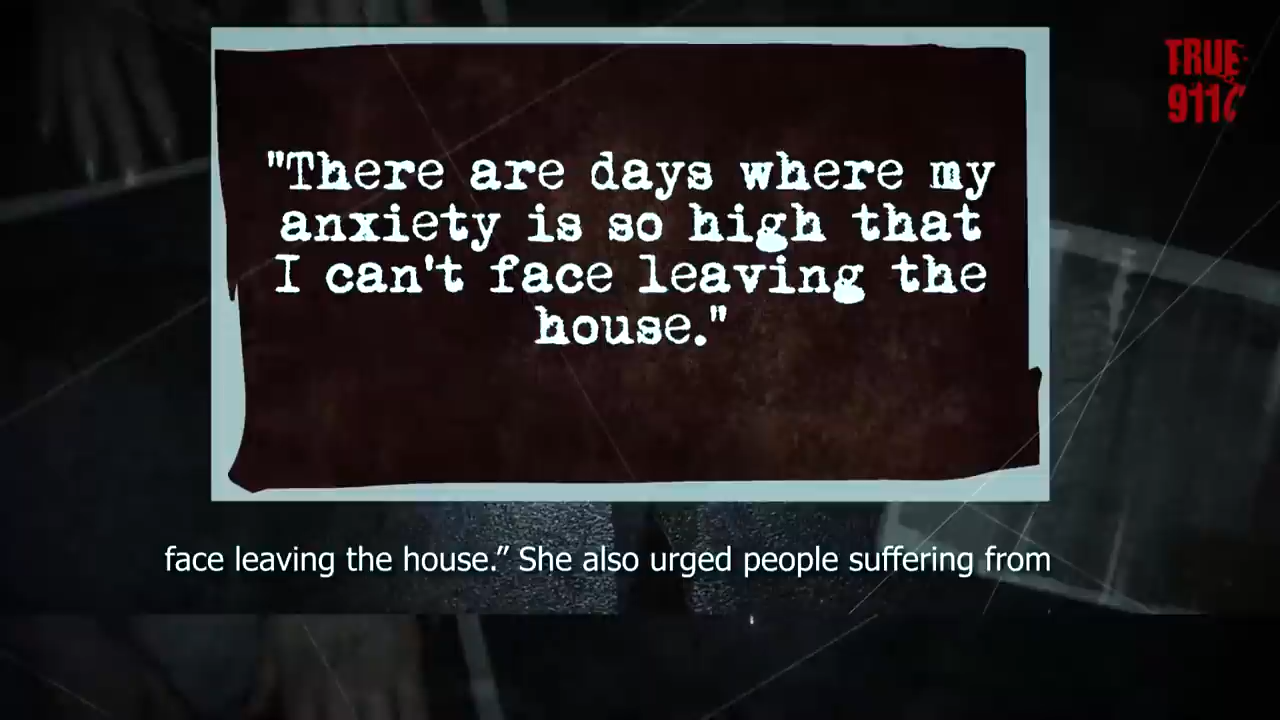 TRUE
911
"There are days where my
anxiety is so high that
I can't face leaving the
house."
face leaving the house.” She also urged people suffering from